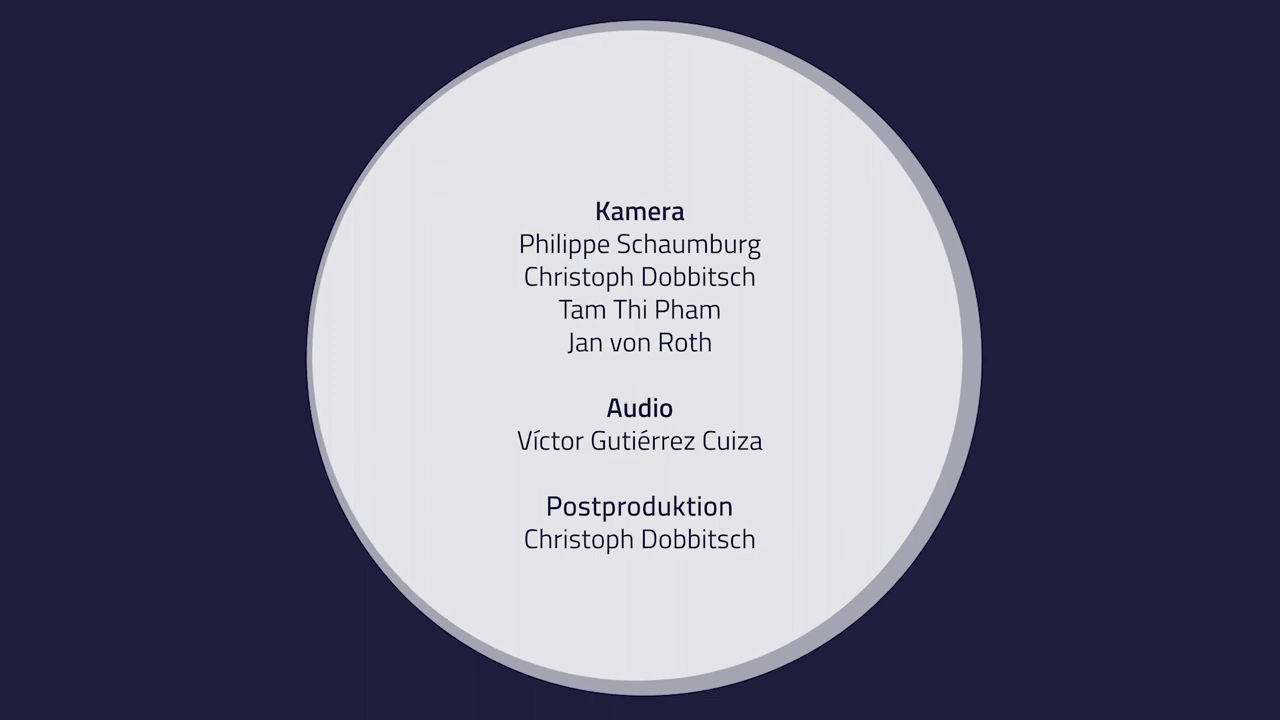 Kamera
Philippe Schaumburg
Christoph Dobbitsch
Tam Thi Pham
Jan von Roth
Audio
Víctor Gutiérrez Cuiza
Postproduktion
Christoph Dobbitsch